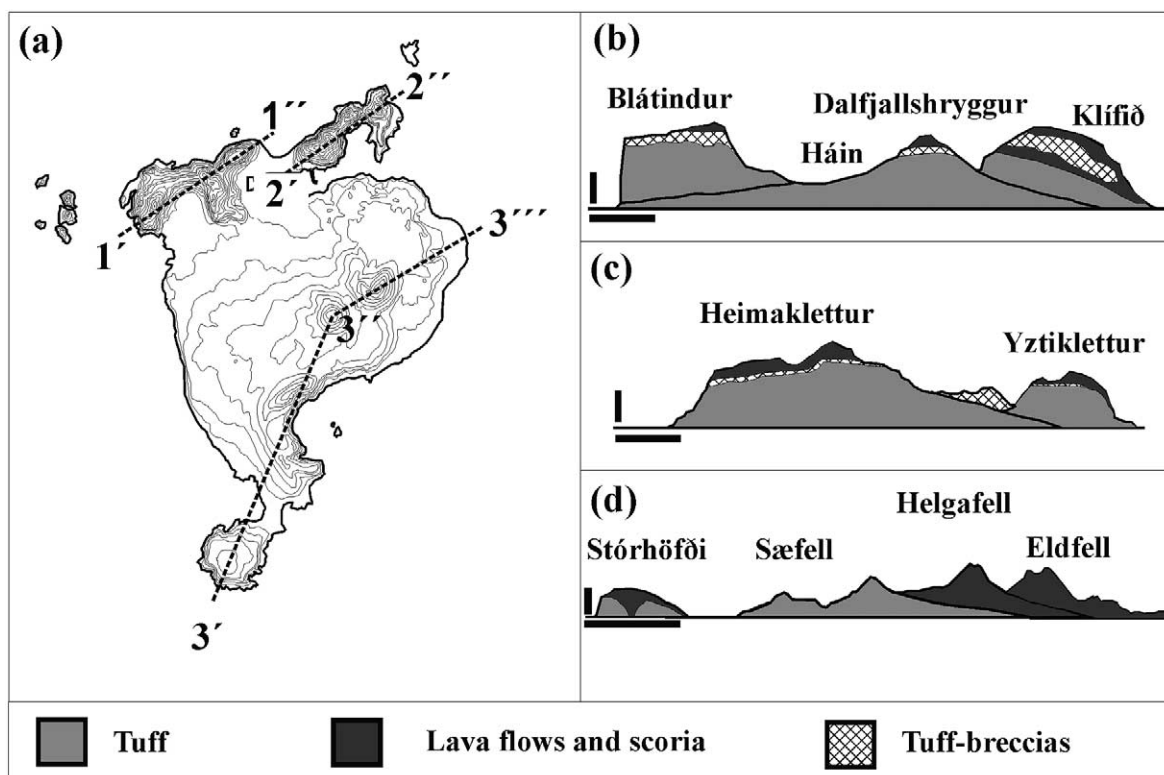 (a)
1´´
2´´
2´
1´
3´´´
3´´
3´
(b)
Blátindur
Dalfjallshryggur
Háin
Klífið
(c)
Heimaklettur
Yztiklettur
(d)
Helgafell
Stórhöfði
Sæfell
Eldfell
Tuff
Lava flows and scoria
Tuff-breccias